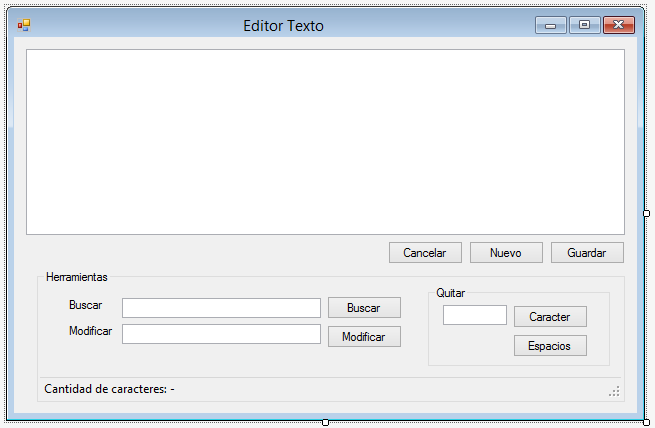 Editor Texto
Cancelar Nuevo Guardar
Herramientas
Buscar Buscar
Modificar Modificar
Quitar
Caracter
Espacios
Cantidad de caracteres: -